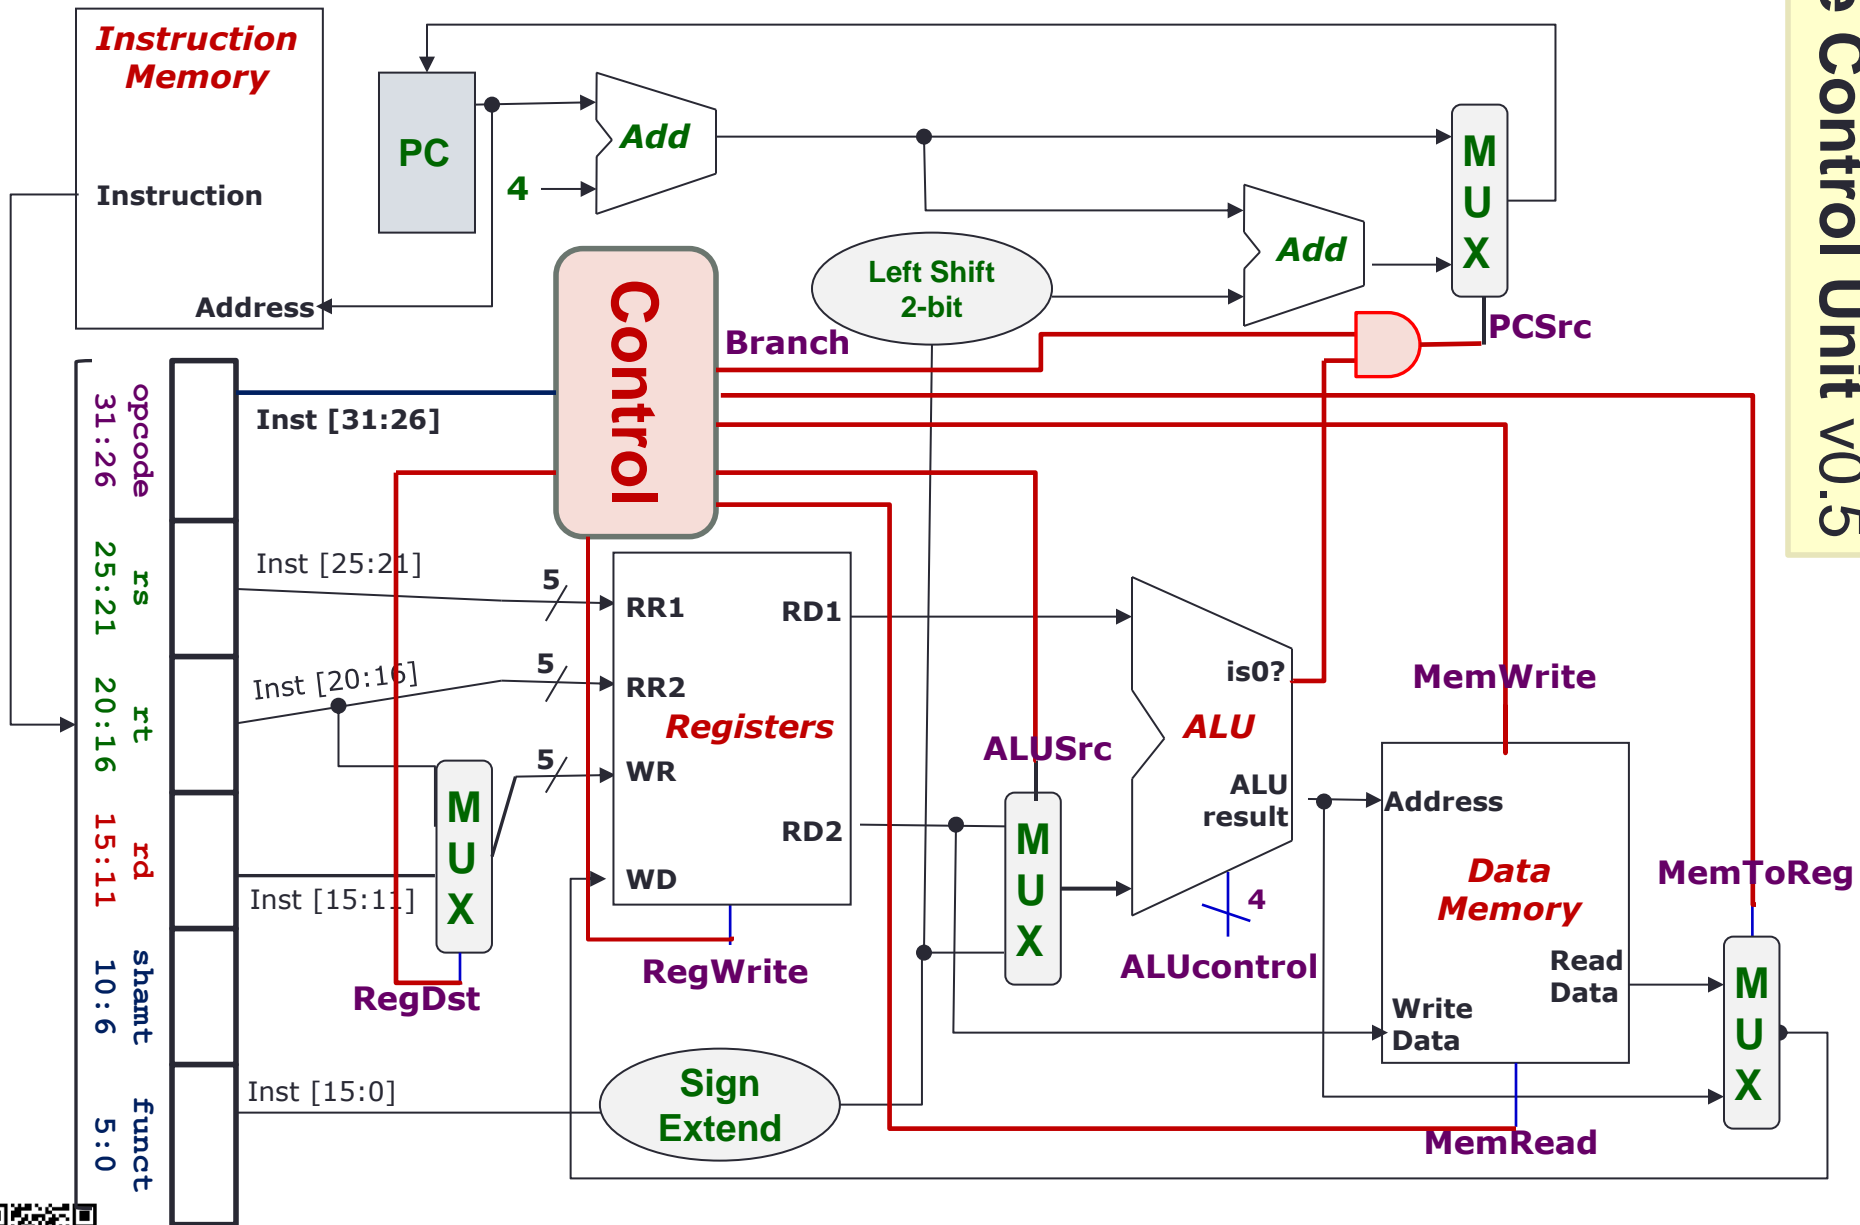 Instruction
Memory
Instruction
Address
PC
4
Add
Add
M
U
X
Left Shift
2-bit
PCSrc
Control
Branch
Control Unit v0.5
opcode
31:26
Inst [31:26]
rs
25:21
Inst [25:21]
5
rt
20:16
Inst [20:16]
5
rd
15:11
Inst [15:11]
5
shamt
10:6
funct
5:0
Inst [15:0]
M
U
X
RegDst
RR1
RR2
WR
WD
RD1
RD2
Registers
RegWrite
Sign
Extend
ALUSrc
M
U
X
is0?
ALU
ALU
result
4
ALUcontrol
MemWrite
Address
Data
Memory
Read
Data
Write
Data
MemRead
MemToReg
M
U
X